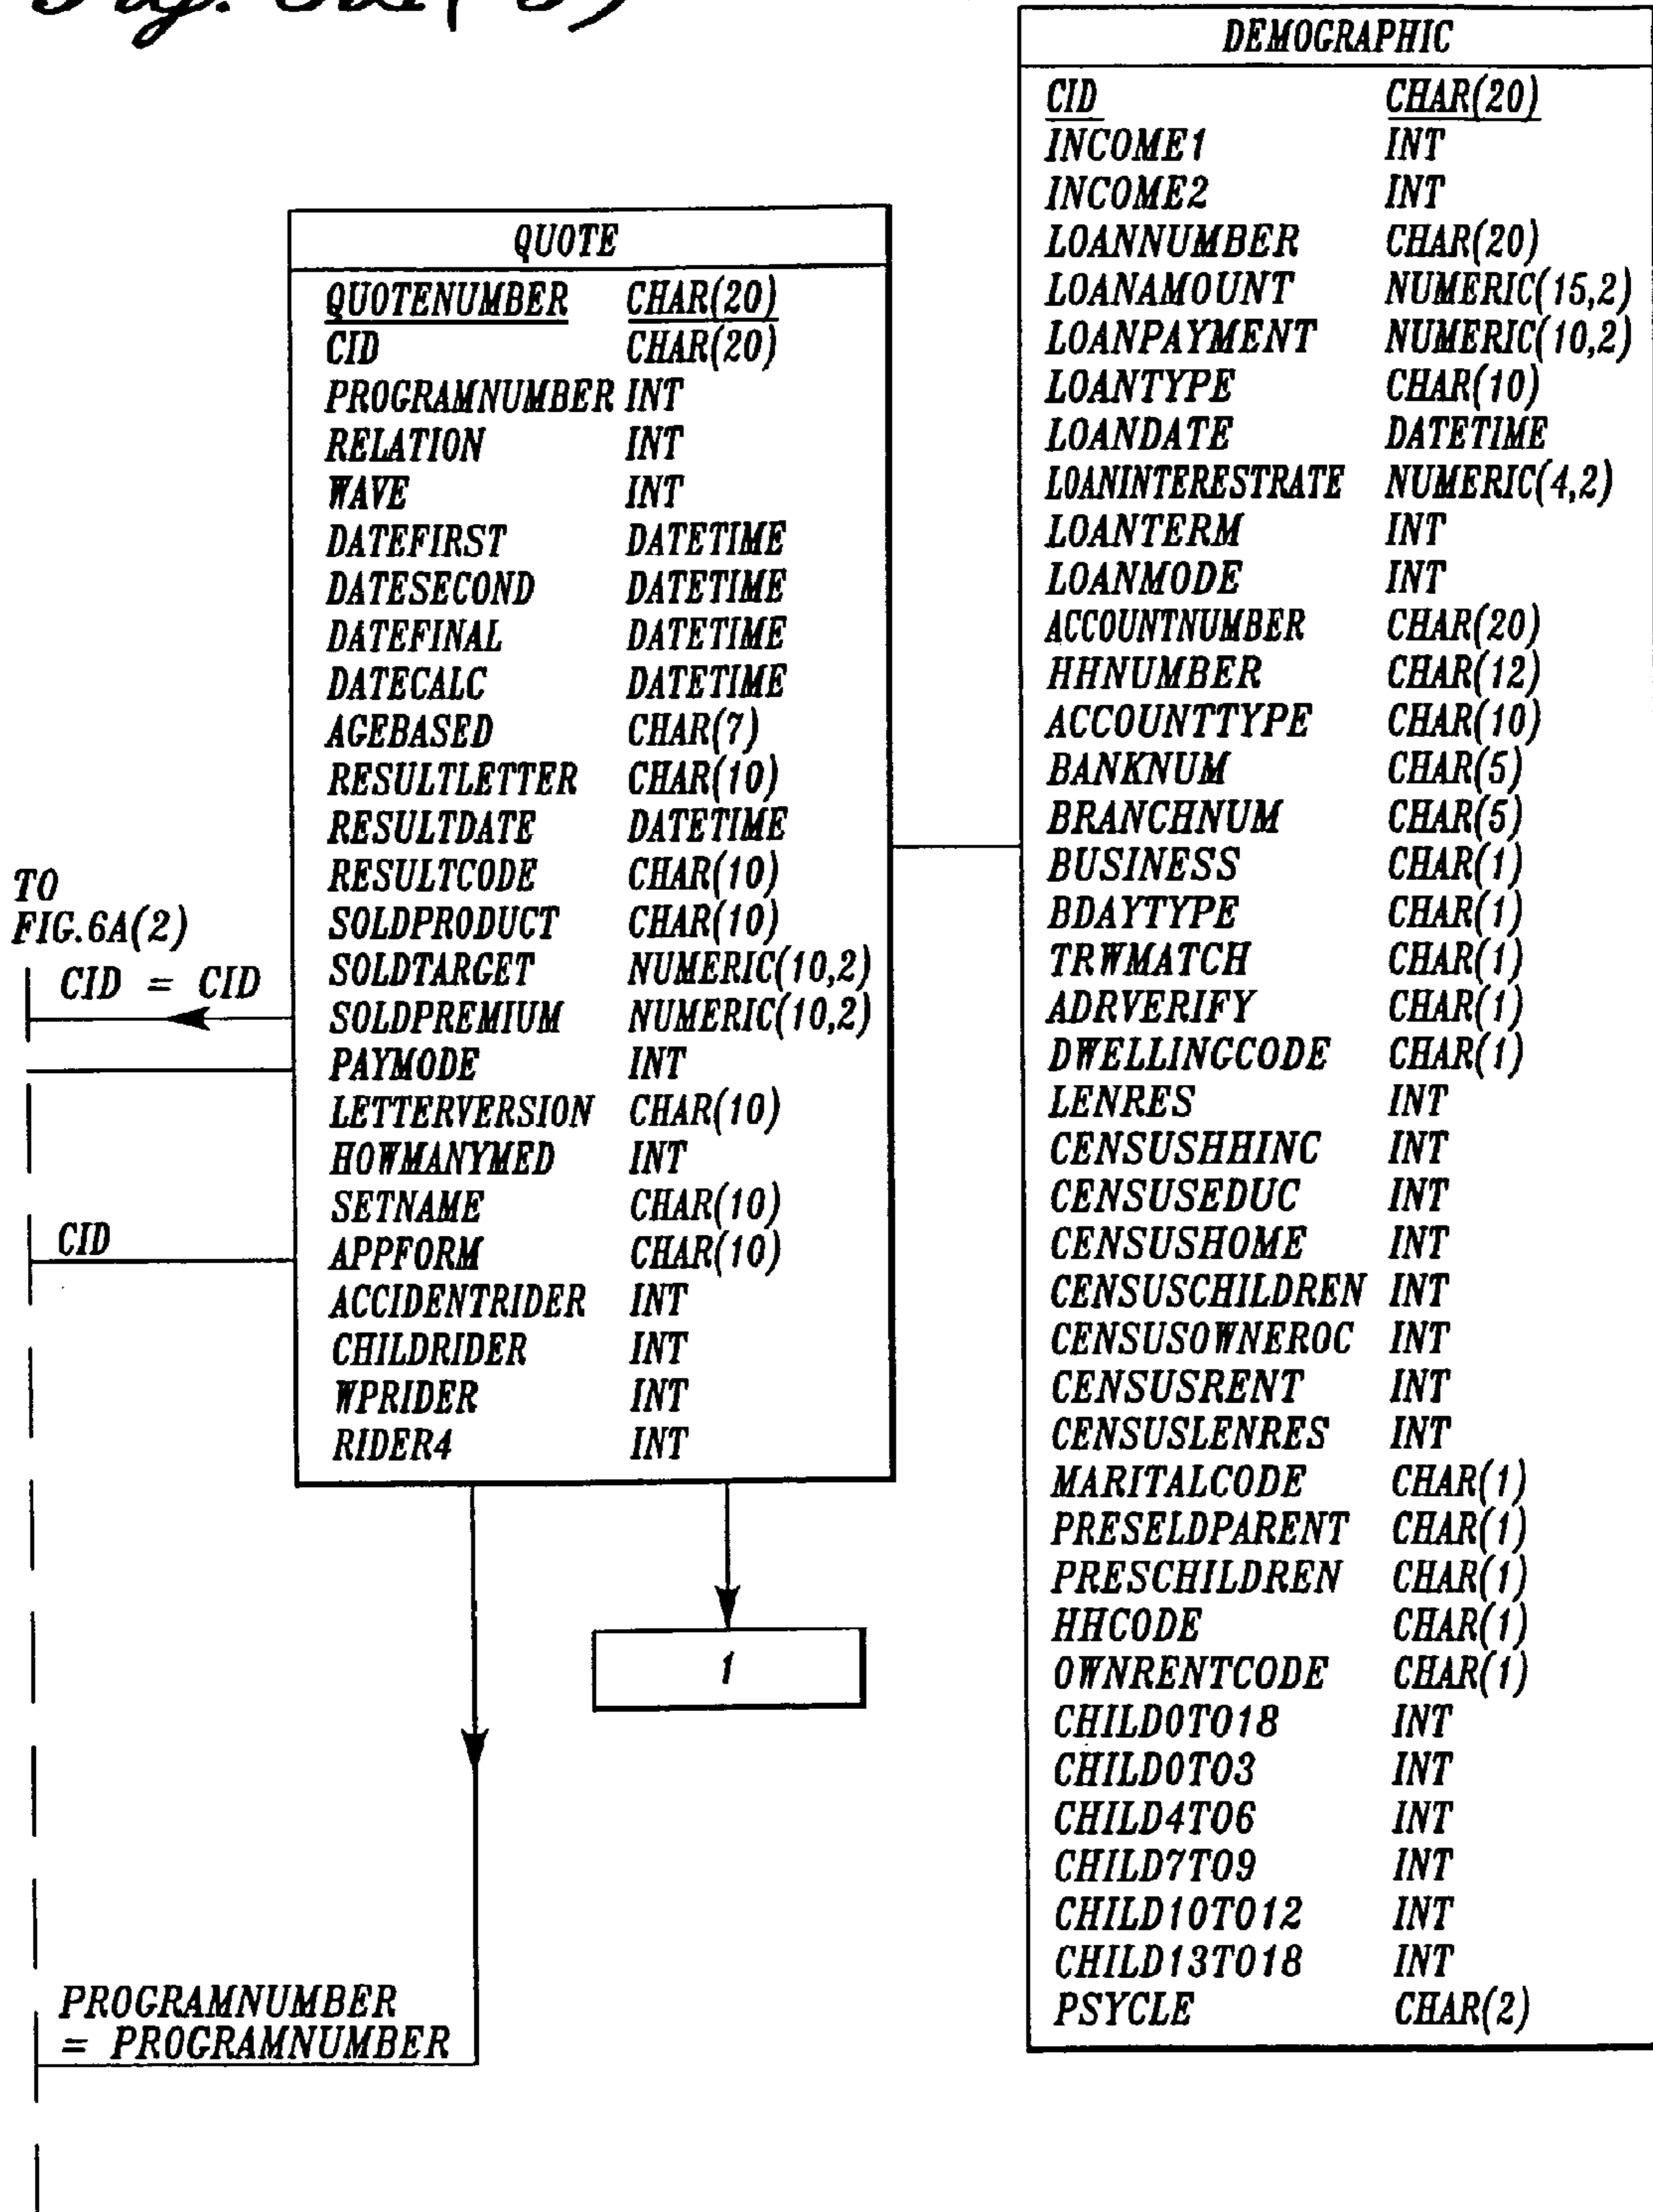 DEMOGRAPHIC
CID CHAR(20)
INCOME1 INT
INCOME2 INT
LOANNUMBER CHAR(20)
LOANAMOUNT NUMERIC(15,2)
LOANPAYMENT NUMERIC(10,2)
LOANTYPE CHAR(10)
LOANDATE DATETIME
LOANINTERESTRATE NUMERIC(4,2)
LOANTERM INT
LOANMODE INT
ACCOUNTNUMBER CHAR(20)
HHNUMBER CHAR(12)
ACCOUNTTYPE CHAR(10)
BANKNUM CHAR(5)
BRANCHNUM CHAR(5)
BUSINESS CHAR(1)
BDAYTYPE CHAR(1)
TRWMATCH CHAR(1)
ADRVERIFY CHAR(1)
DWELLINGCODE CHAR(1)
LENRES INT
CENSUSHHINC INT
CENSUSEDUC INT
CENSUSHOME INT
CENSUSCHILDREN INT
CENSUSOWNEROC INT
CENSUSRENT INT
CENSUSLENRES INT
MARITALCODE CHAR(1)
PRESELDPARENT CHAR(1)
PRESCHILDREN CHAR(1)
HHCODE CHAR(1)
OWNRENTCODE CHAR(1)
CHILD0TO18 INT
CHILD0TO3 INT
CHILD4TO6 INT
CHILD7TO9 INT
CHILD10TO12 INT
CHILD13TO18 INT
PSYCLE CHAR(2)
QUOTE
QUOTENUMBER CHAR(20)
CID CHAR(20)
PROGRAMNUMBER INT
RELATION INT
WAVE INT
DATEFIRST DATETIME
DATESECOND DATETIME
DATEFINAL DATETIME
DATECALC DATETIME
AGEBASED CHAR(7)
RESULTLETTER CHAR(10)
RESULTDATE DATETIME
RESULTCODE CHAR(10)
SOLDPRODUCT CHAR(10)
SOLDTARGET NUMERIC(10,2)
SOLDPREMIUM NUMERIC(10,2)
PAYMODE INT
LETTERVERSION CHAR(10)
HOWMANYMED INT
SETNAME CHAR(10)
APPFORM CHAR(10)
ACCIDENTRIDER INT
CHILDRIDER INT
WPRIDER INT
RIDER4 INT
TO
FIG.6A(2)
CID = CID
CID
1
PROGRAMNUMBER
= PROGRAMNUMBER